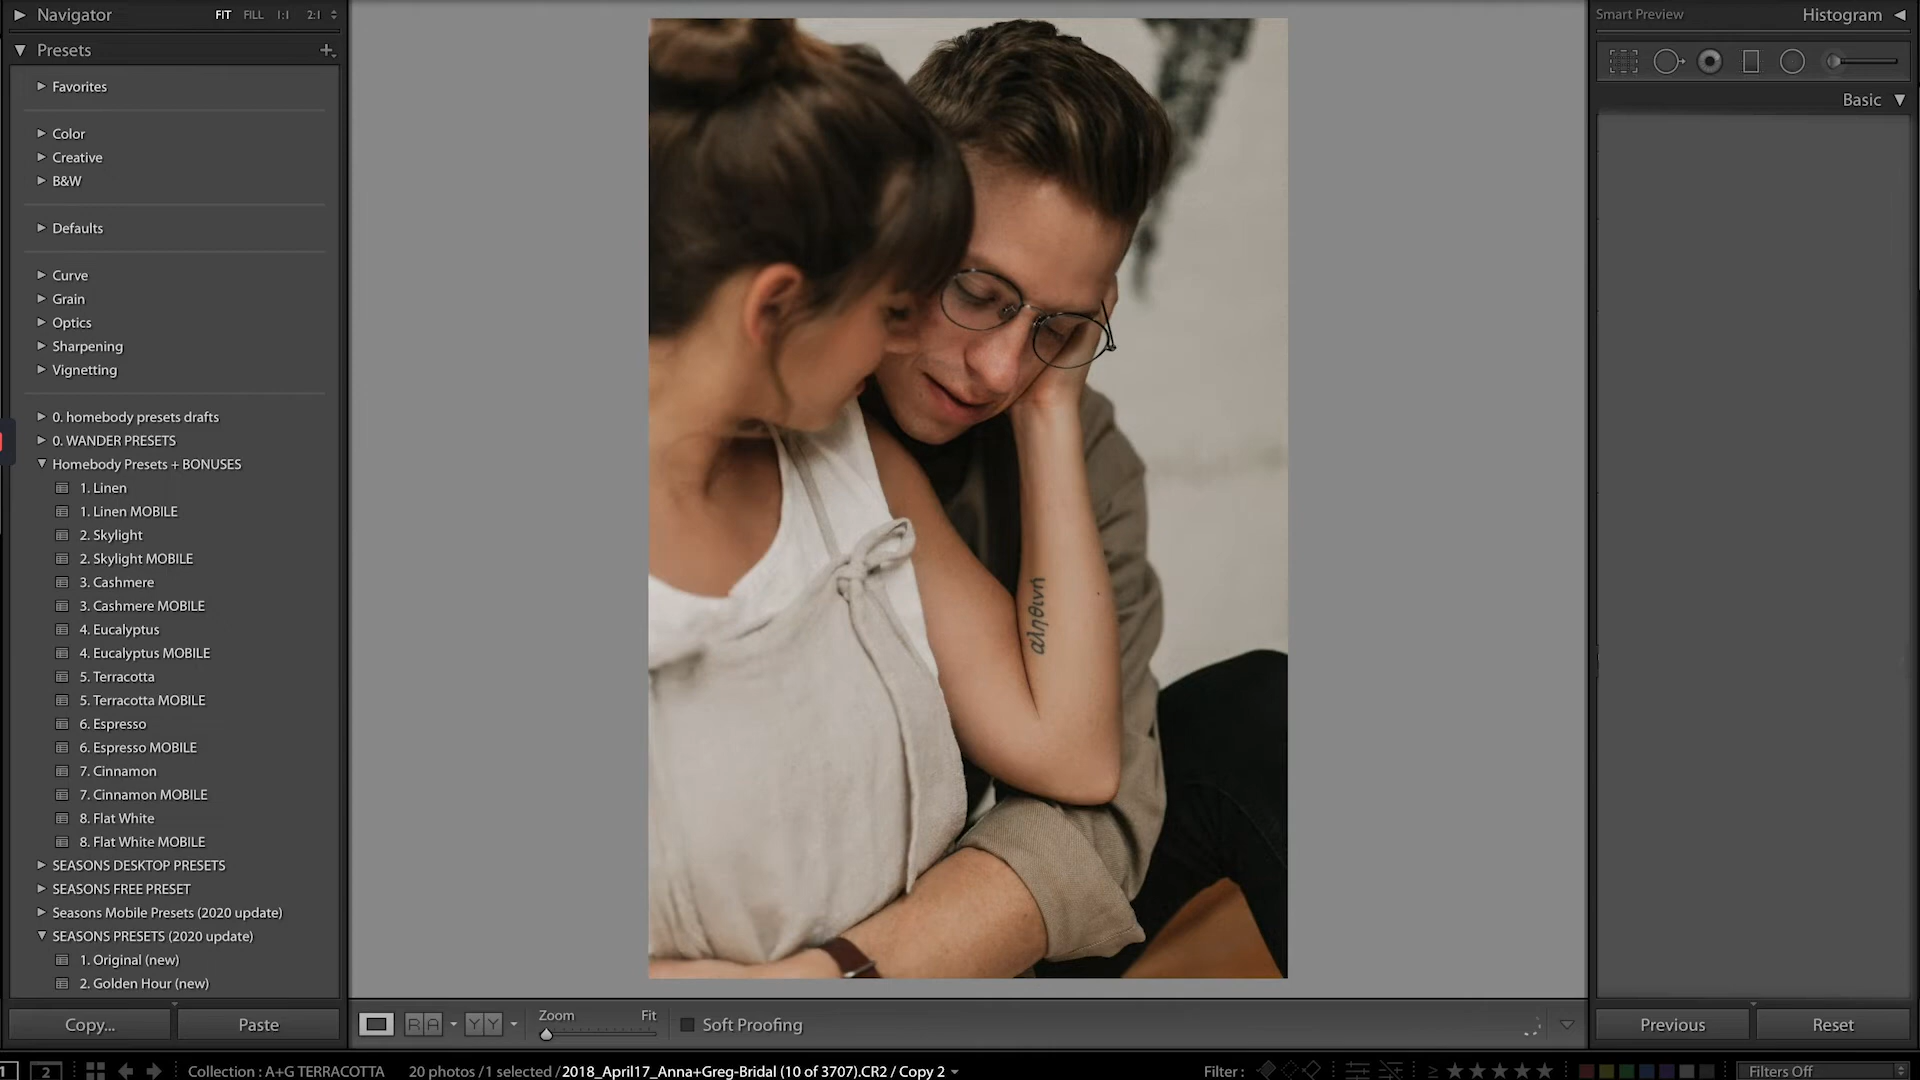 Navigator FIT FILL 1:1 2:1
Presets
Favorites
Color
Creative
B&W
Defaults
Curve
Grain
Optics
Sharpening
Vignetting
0. homebody presets drafts
0. WANDER PRESETS
Homebody Presets + BONUSES
1. Linen
1. Linen MOBILE
2. Skylight
2. Skylight MOBILE
3. Cashmere
3. Cashmere MOBILE
4. Eucalyptus
4. Eucalyptus MOBILE
5. Terracotta
5. Terracotta MOBILE
6. Espresso
6. Espresso MOBILE
7. Cinnamon
7. Cinnamon MOBILE
8. Flat White
8. Flat White MOBILE
SEASONS DESKTOP PRESETS
SEASONS FREE PRESET
Seasons Mobile Presets (2020 update)
SEASONS PRESETS (2020 update)
1. Original (new)
2. Golden Hour (new)
Copy... Paste
αληθινή
Smart Preview Histogram
Basic
R A Y Y Zoom Fit Soft Proofing
Previous Reset
1 2 Collection : A+G TERRACOTTA 20 photos / 1 selected / 2018_April17_Anna+Greg-Bridal (10 of 3707).CR2 / Copy 2 Filter : ≥ Filters Off